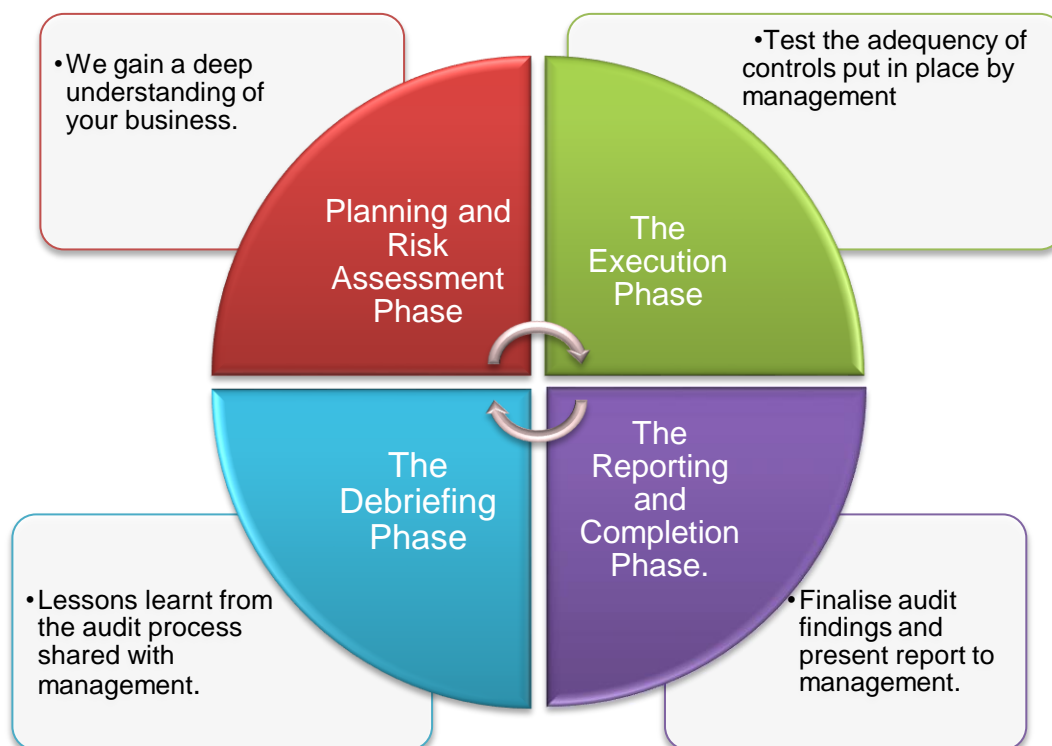 •We gain a deep
understanding of
your business.
•Test the adequency of
controls put in place by
management
Planning and
Risk
Assessment
Phase
The
Execution
Phase
The
Debriefing
Phase
The
Reporting
and
Completion
Phase.
•Lessons learnt from
the audit process
shared with
management.
•Finalise audit
findings and
present report to
management.